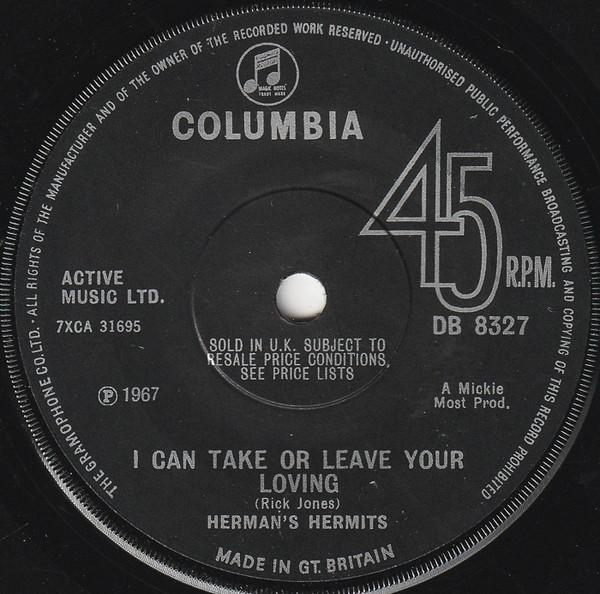 THE GRAMOPHONE CO.LTD. · ALL RIGHTS OF THE MANUFACTURER AND OF THE OWNER OF THE RECORDED WORK RESERVED · UNAUTHORISED PUBLIC PERFORMANCE BROADCASTING AND COPYING OF THIS RECORD PROHIBITED
MAGIC NOTES
TRADE MARK
COLUMBIA
45
R.P.M.
ACTIVE
MUSIC LTD.
7XCA 31695
DB 8327
SOLD IN U.K. SUBJECT TO
RESALE PRICE CONDITIONS,
SEE PRICE LISTS
Ⓟ 1967
A Mickie
Most Prod.
I CAN TAKE OR LEAVE YOUR
LOVING
(Rick Jones)
HERMAN'S HERMITS
MADE IN GT. BRITAIN